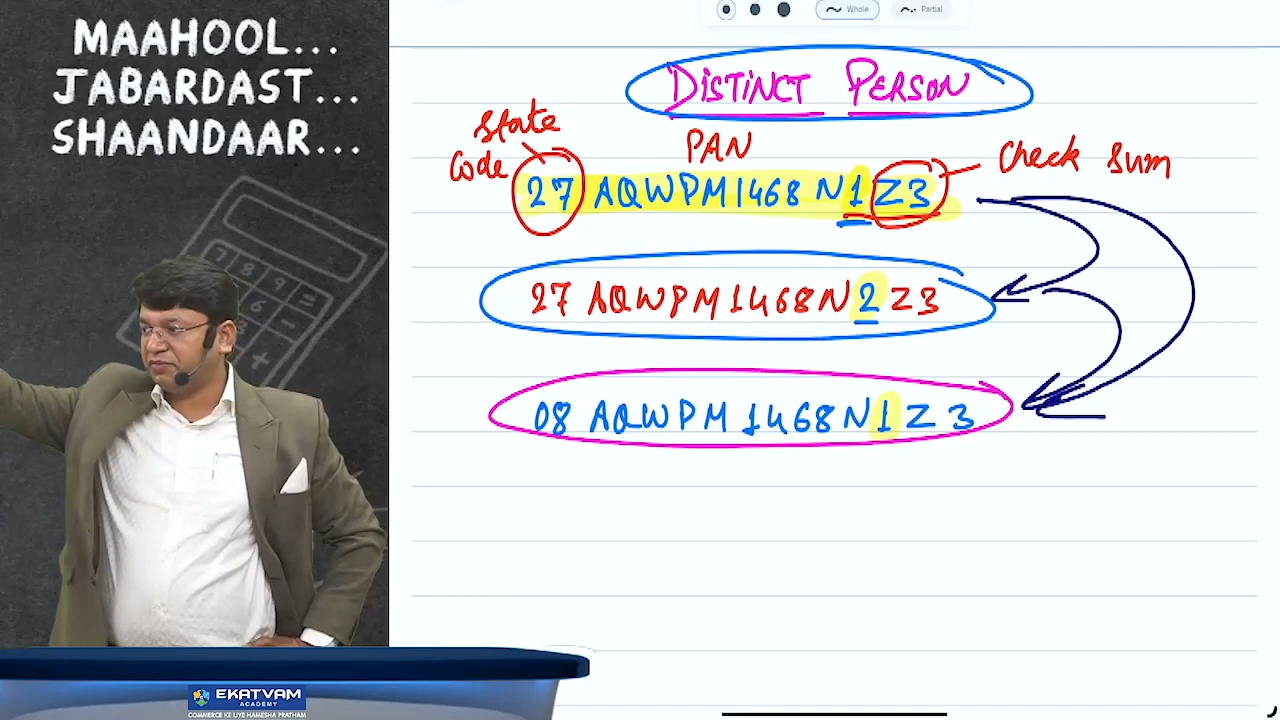 MAAHOOL...
JABARDAST...
SHAANDAAR...
Whole
Partial
DISTINCT PERSON
State Code
PAN
Check Sum
27 AQWPM1468N1Z3
27 AQWPM1468N2Z3
08 AQWPM1468N1Z3
EKATVAM
ACADEMY
COMMERCE KE LIYE HAMESHA PRATHAM